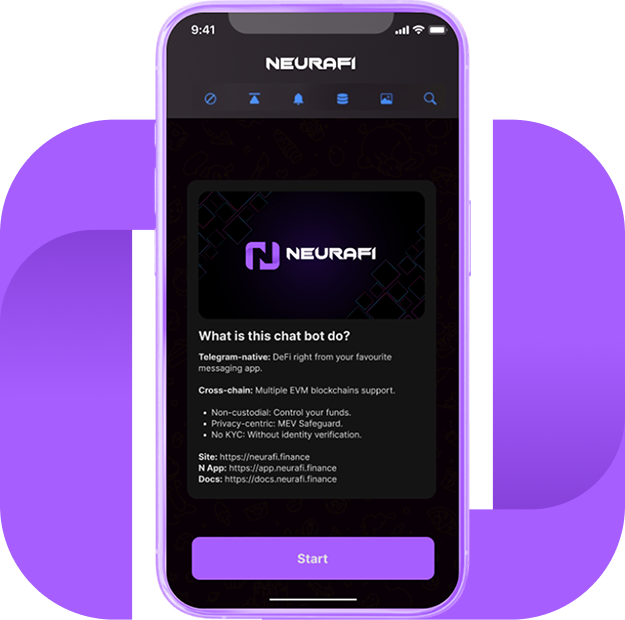 9:41
NEURAFI
NEURAFI
What is this chat bot do?
Telegram-native: DeFi right from your favourite
messaging app.
Cross-chain: Multiple EVM blockchains support.
• Non-custodial: Control your funds.
• Privacy-centric: MEV Safeguard.
• No KYC: Without identity verification.
Site: https://neurafi.finance
N App: https://app.neurafi.finance
Docs: https://docs.neurafi.finance
Start